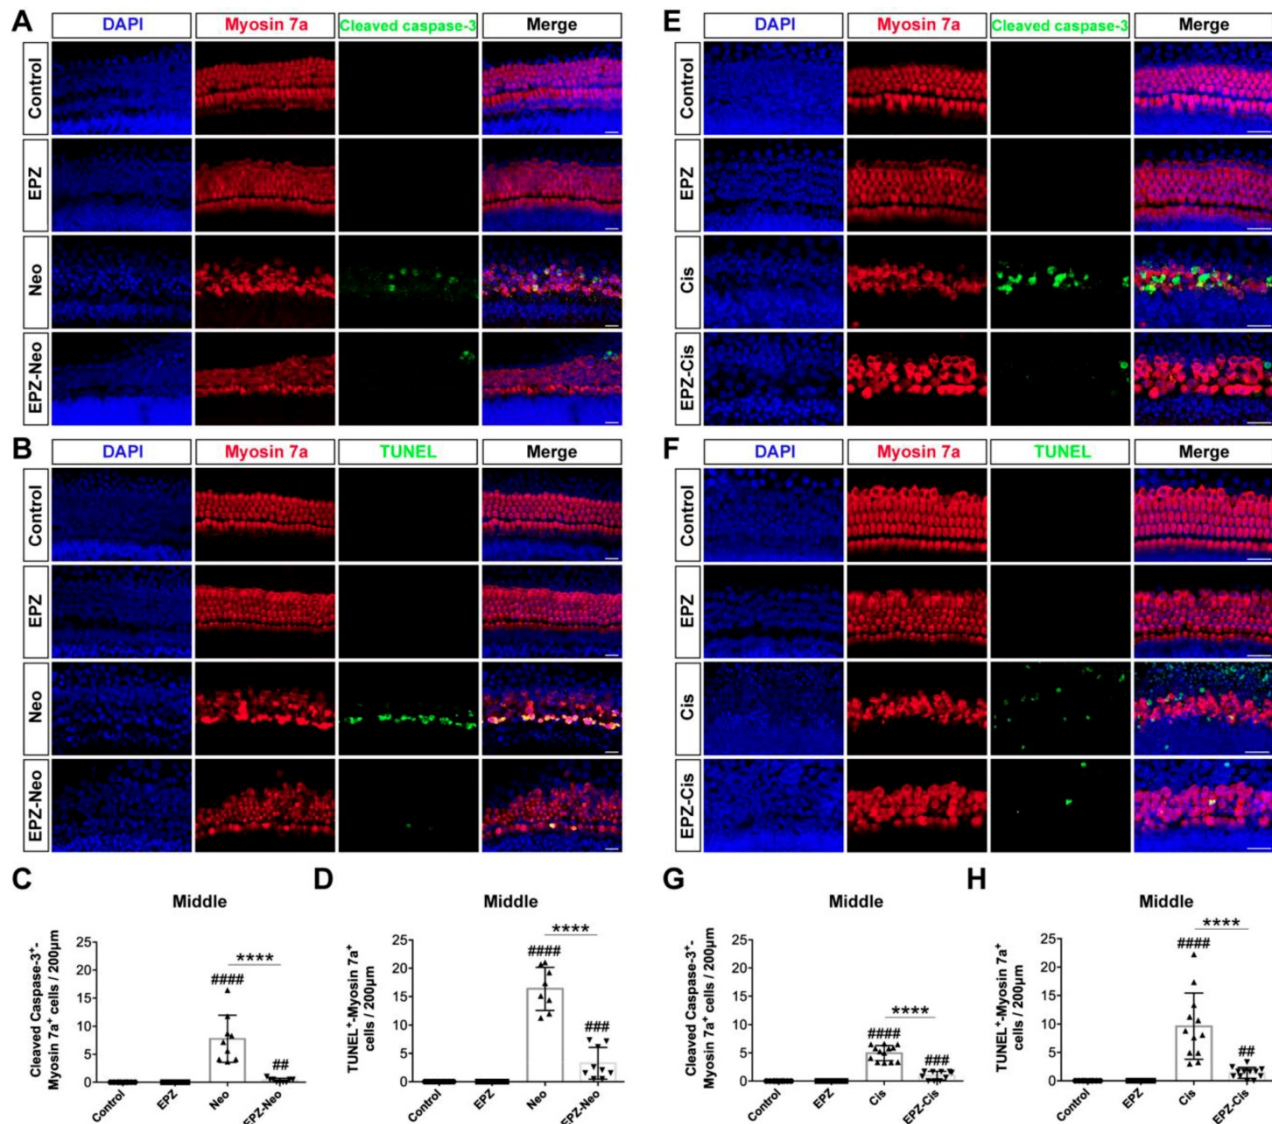 A
DAPI
Myosin 7a
Cleaved caspase-3
Merge
Control
EPZ
Neo
EPZ-Neo
B
DAPI
Myosin 7a
TUNEL
Merge
Control
EPZ
Neo
EPZ-Neo
E
DAPI
Myosin 7a
Cleaved caspase-3
Merge
Control
EPZ
Cis
EPZ-Cis
F
DAPI
Myosin 7a
TUNEL
Merge
Control
EPZ
Cis
EPZ-Cis
C
Middle
Cleaved Caspase-3⁺-
Myosin 7a⁺ cells / 200μm
25
20
15
10
5
0
####
****
##
Control
EPZ
Neo
EPZ-Neo
D
Middle
TUNEL⁺-Myosin 7a⁺
cells / 200μm
25
20
15
10
5
0
####
****
###
Control
EPZ
Neo
EPZ-Neo
G
Middle
Cleaved Caspase-3⁺-
Myosin 7a⁺ cells / 200μm
25
20
15
10
5
0
####
****
###
Control
EPZ
Cis
EPZ-Cis
H
Middle
TUNEL⁺-Myosin 7a⁺
cells / 200μm
25
20
15
10
5
0
####
****
##
Control
EPZ
Cis
EPZ-Cis